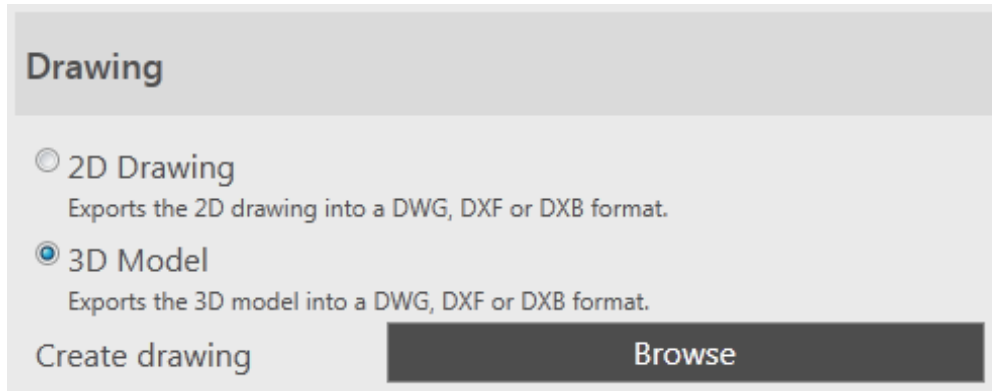 Drawing
2D Drawing
Exports the 2D drawing into a DWG, DXF or DXB format.
3D Model
Exports the 3D model into a DWG, DXF or DXB format.
Create drawing Browse